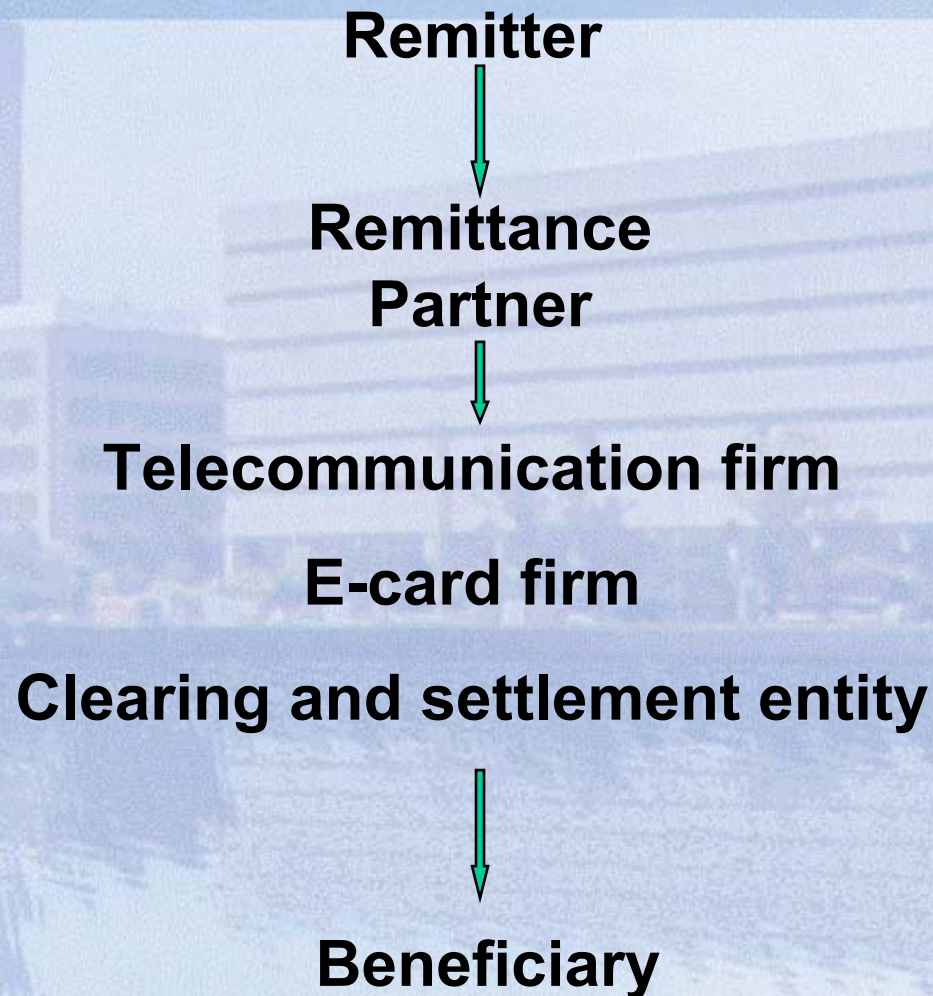 Remitter
Remittance
Partner
Telecommunication firm
E-card firm
Clearing and settlement entity
Beneficiary